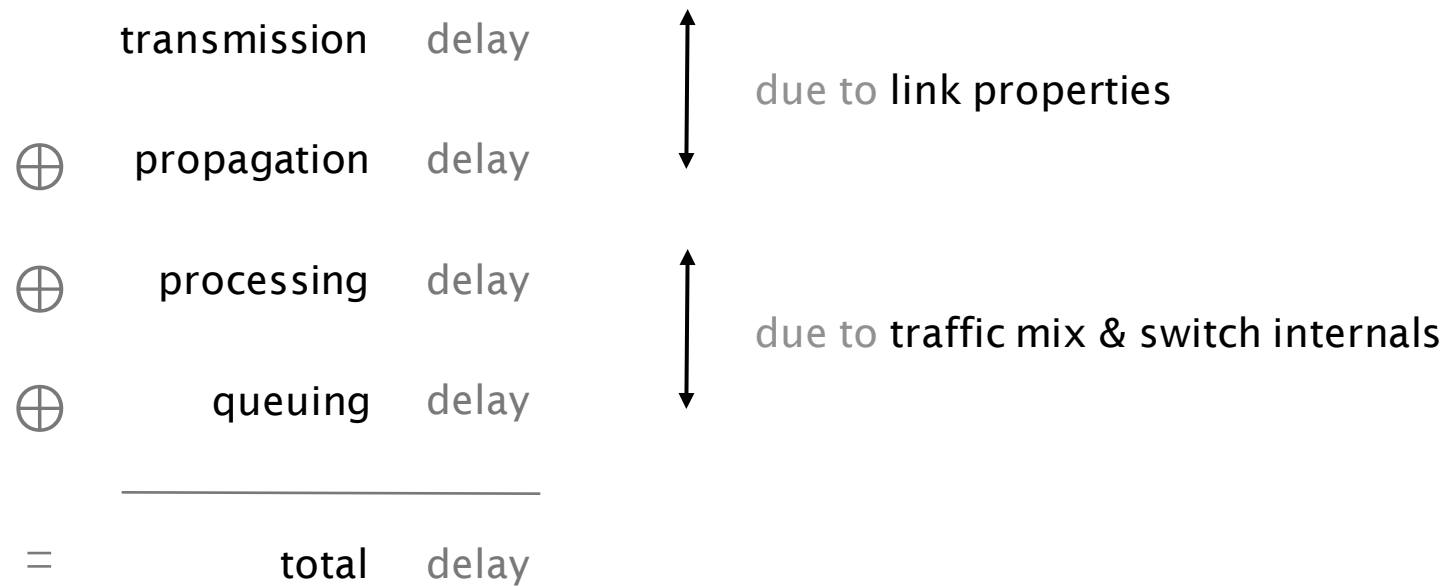 transmission delay
due to link properties
⊕ propagation delay
⊕ processing delay
due to traffic mix & switch internals
⊕ queuing delay
= total delay